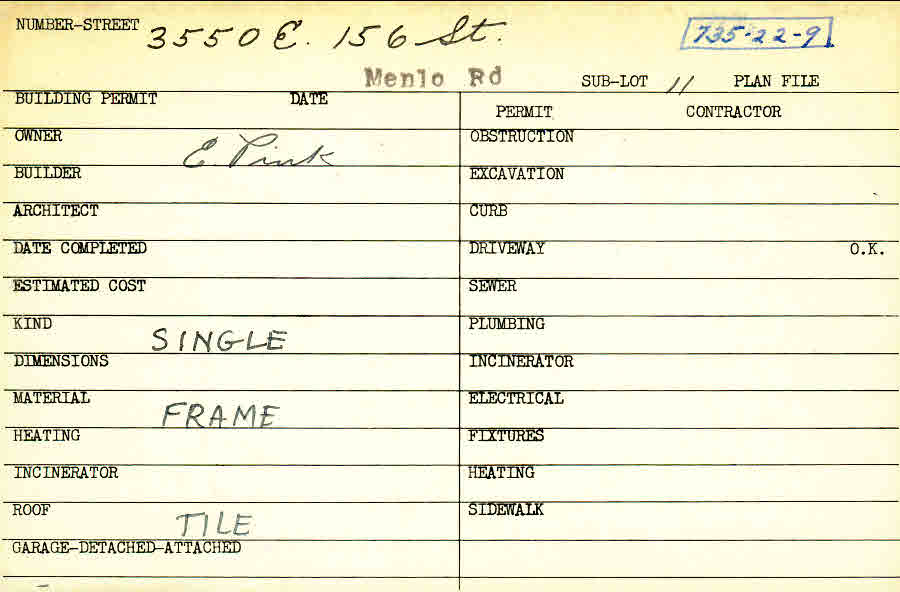 NUMBER-STREET 3550 E. 156 St. 735-22-9
Menlo Rd SUB-LOT 11 PLAN FILE
BUILDING PERMIT DATE
PERMIT CONTRACTOR
OWNER E. Pink OBSTRUCTION
BUILDER EXCAVATION
ARCHITECT CURB
DATE COMPLETED DRIVEWAY O.K.
ESTIMATED COST SEWER
KIND SINGLE PLUMBING
DIMENSIONS INCINERATOR
MATERIAL FRAME ELECTRICAL
HEATING FIXTURES
INCINERATOR HEATING
ROOF TILE SIDEWALK
GARAGE-DETACHED-ATTACHED